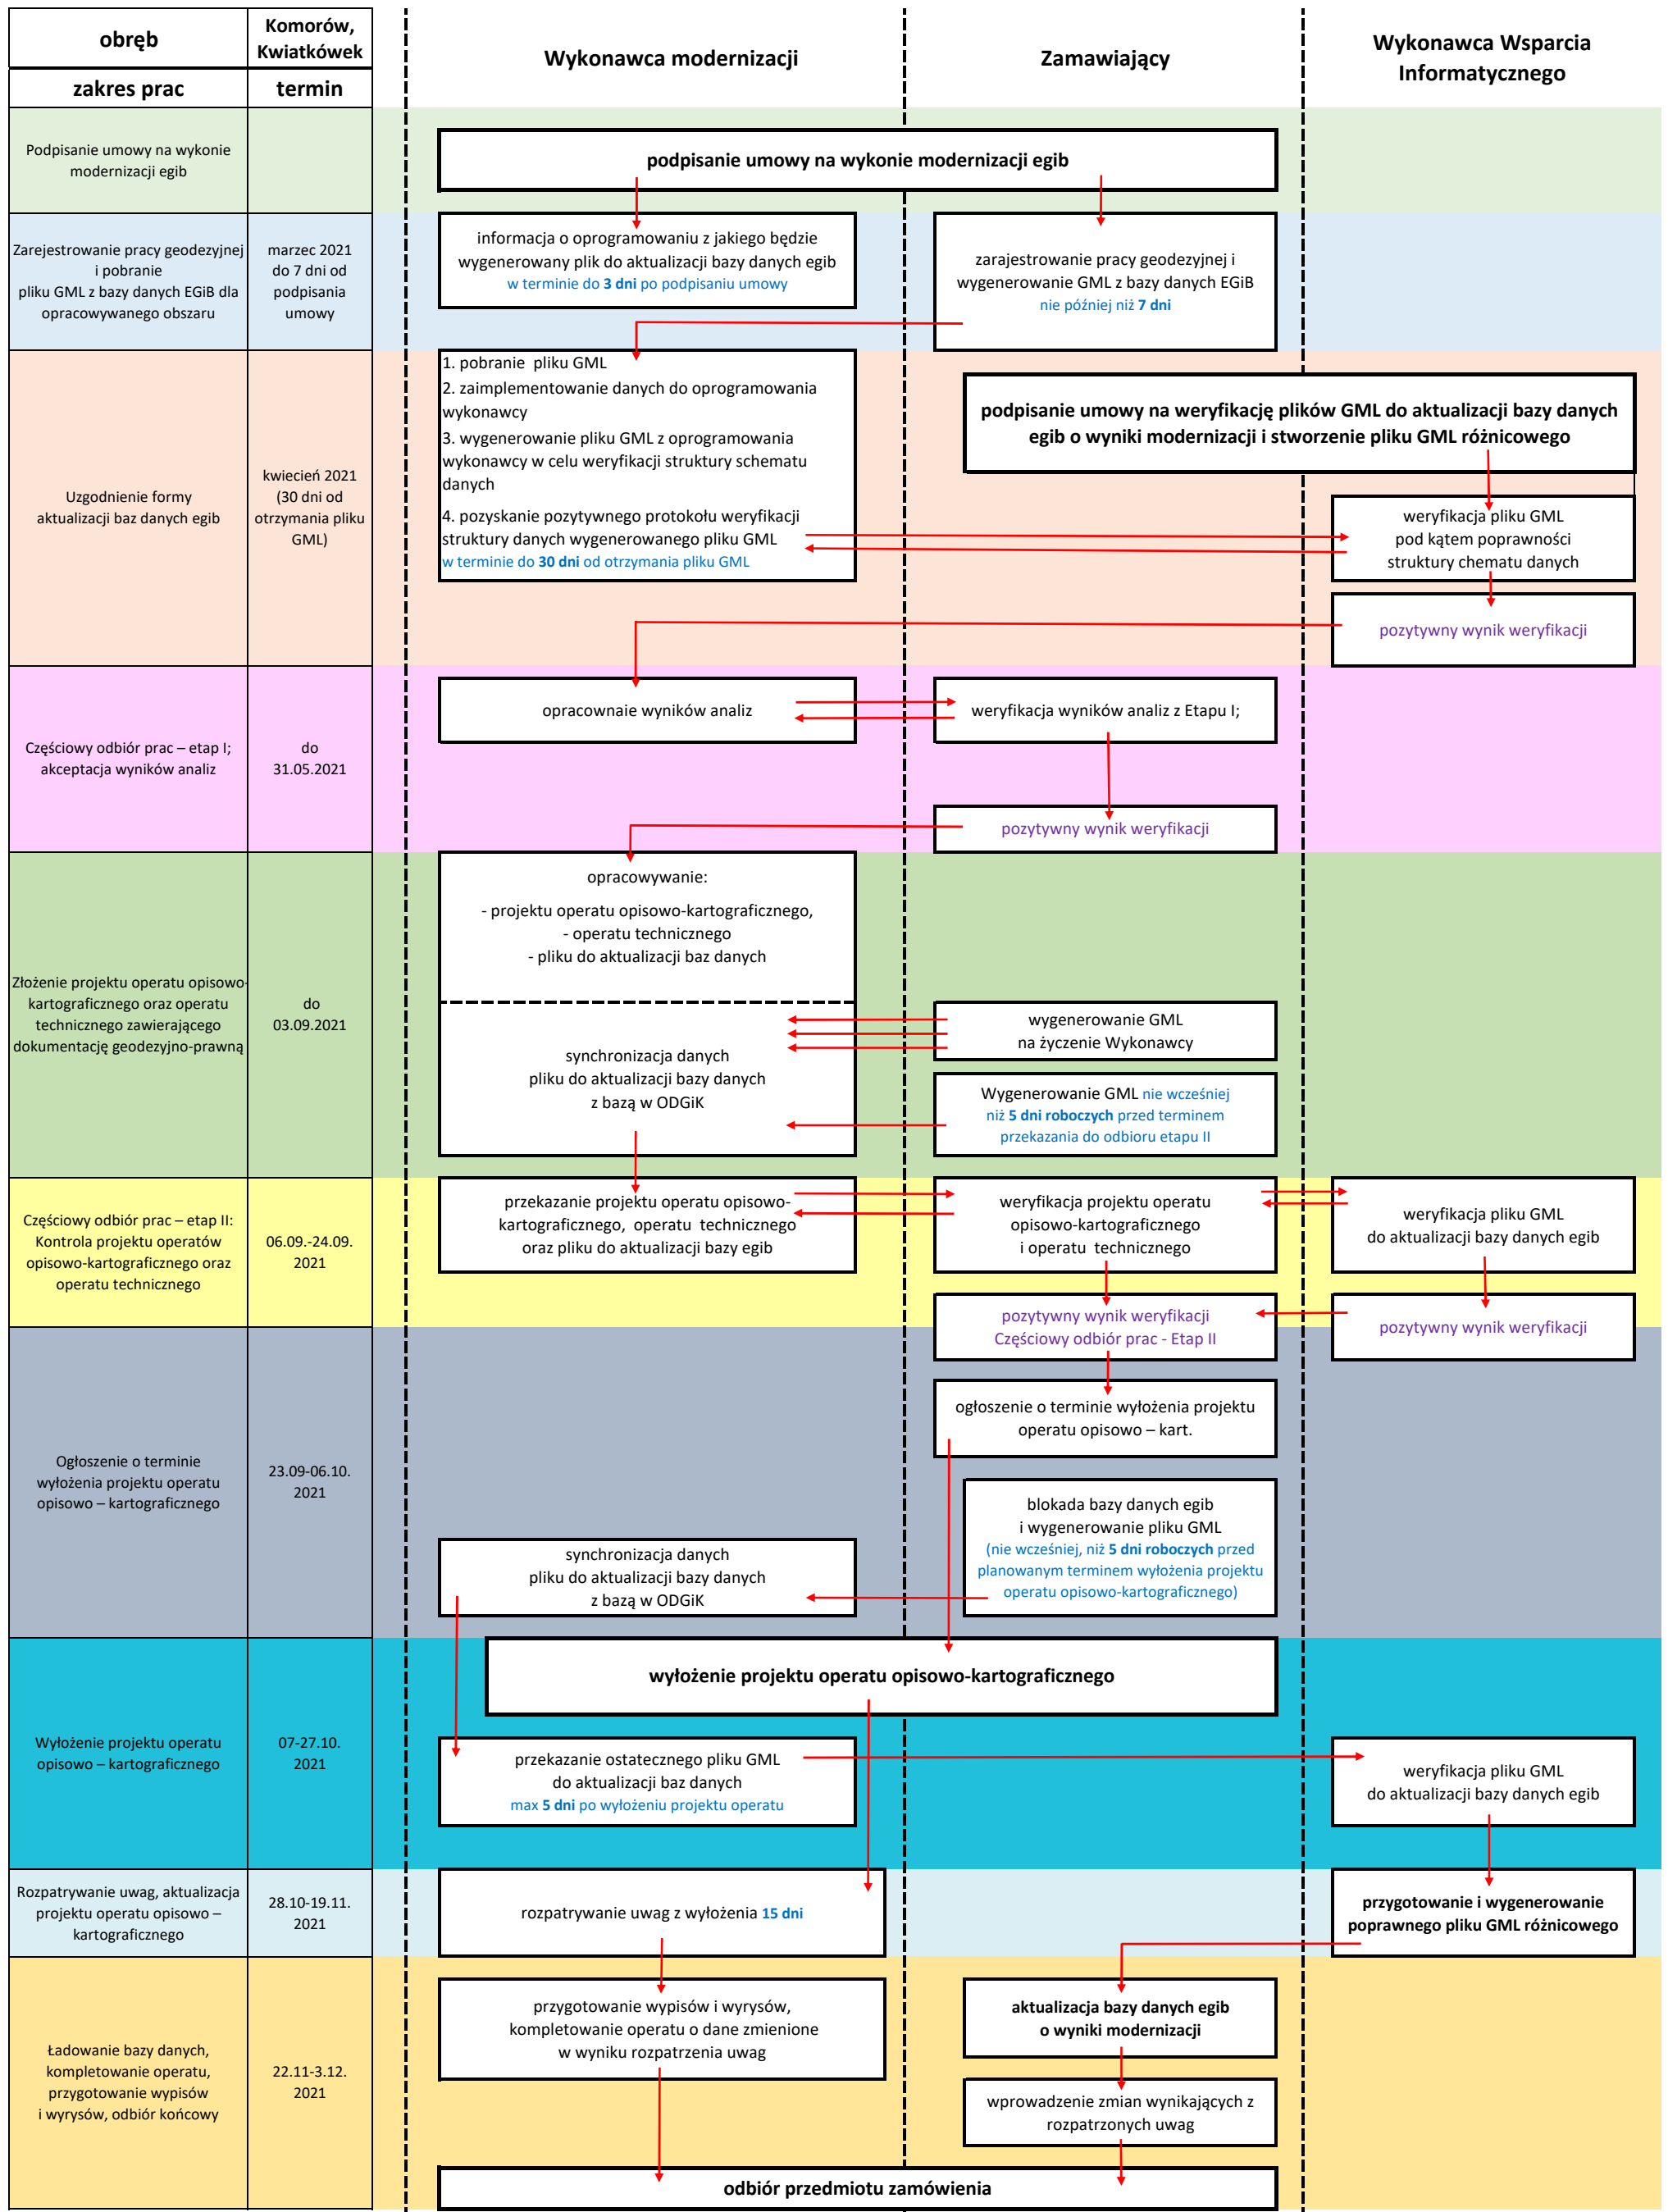 obręb
Komorów,
Kwiatkówek
zakres prac
termin
Wykonawca modernizacji
Zamawiający
Wykonawca Wsparcia
Informatycznego
Podpisanie umowy na wykonie
modernizacji egib
podpisanie umowy na wykonie modernizacji egib
Zarejestrowanie pracy geodezyjnej
i pobranie
pliku GML z bazy danych EGiB dla
opracowywanego obszaru
marzec 2021
do 7 dni od
podpisania
umowy
informacja o oprogramowaniu z jakiego będzie
wygenerowany plik do aktualizacji bazy danych egib
w terminie do 3 dni po podpisaniu umowy
zarajestrowanie pracy geodezyjnej i
wygenerowanie GML z bazy danych EGiB
nie później niż 7 dni
Uzgodnienie formy
aktualizacji baz danych egib
kwiecień 2021
(30 dni od
otrzymania pliku
GML)
1. pobranie pliku GML
2. zaimplementowanie danych do oprogramowania
wykonawcy
3. wygenerowanie pliku GML z oprogramowania
wykonawcy w celu weryfikacji struktury schematu
danych
4. pozyskanie pozytywnego protokołu weryfikacji
struktury danych wygenerowanego pliku GML
w terminie do 30 dni od otrzymania pliku GML
podpisanie umowy na weryfikację plików GML do aktualizacji bazy danych
egib o wyniki modernizacji i stworzenie pliku GML różnicowego
weryfikacja pliku GML
pod kątem poprawności
struktury chematu danych
pozytywny wynik weryfikacji
Częściowy odbiór prac – etap I;
akceptacja wyników analiz
do
31.05.2021
opracownaie wyników analiz
weryfikacja wyników analiz z Etapu I;
pozytywny wynik weryfikacji
Złożenie projektu operatu opisowo-
kartograficznego oraz operatu
technicznego zawierającego
dokumentację geodezyjno-prawną
do
03.09.2021
opracowywanie:
- projektu operatu opisowo-kartograficznego,
- operatu technicznego
- pliku do aktualizacji baz danych
synchronizacja danych
pliku do aktualizacji bazy danych
z bazą w ODGiK
wygenerowanie GML
na życzenie Wykonawcy
Wygenerowanie GML nie wcześniej
niż 5 dni roboczych przed terminem
przekazania do odbioru etapu II
Częściowy odbiór prac – etap II:
Kontrola projektu operatów
opisowo-kartograficznego oraz
operatu technicznego
06.09.-24.09.
2021
przekazanie projektu operatu opisowo-
kartograficznego, operatu technicznego
oraz pliku do aktualizacji bazy egib
weryfikacja projektu operatu
opisowo-kartograficznego
i operatu technicznego
weryfikacja pliku GML
do aktualizacji bazy danych egib
pozytywny wynik weryfikacji
Częściowy odbiór prac - Etap II
pozytywny wynik weryfikacji
Ogłoszenie o terminie
wyłożenia projektu operatu
opisowo – kartograficznego
23.09-06.10.
2021
ogłoszenie o terminie wyłożenia projektu
operatu opisowo – kart.
blokada bazy danych egib
i wygenerowanie pliku GML
(nie wcześniej, niż 5 dni roboczych przed
planowanym terminem wyłożenia projektu
operatu opisowo-kartograficznego)
synchronizacja danych
pliku do aktualizacji bazy danych
z bazą w ODGiK
wyłożenie projektu operatu opisowo-kartograficznego
Wyłożenie projektu operatu
opisowo – kartograficznego
07-27.10.
2021
przekazanie ostatecznego pliku GML
do aktualizacji baz danych
max 5 dni po wyłożeniu projektu operatu
weryfikacja pliku GML
do aktualizacji bazy danych egib
Rozpatrywanie uwag, aktualizacja
projektu operatu opisowo –
kartograficznego
28.10-19.11.
2021
rozpatrywanie uwag z wyłożenia 15 dni
przygotowanie i wygenerowanie
poprawnego pliku GML różnicowego
Ładowanie bazy danych,
kompletowanie operatu,
przygotowanie wypisów
i wyrysów, odbiór końcowy
22.11-3.12.
2021
przygotowanie wypisów i wyrysów,
kompletowanie operatu o dane zmienione
w wyniku rozpatrzenia uwag
aktualizacja bazy danych egib
o wyniki modernizacji
wprowadzenie zmian wynikających z
rozpatrzonych uwag
odbiór przedmiotu zamówienia